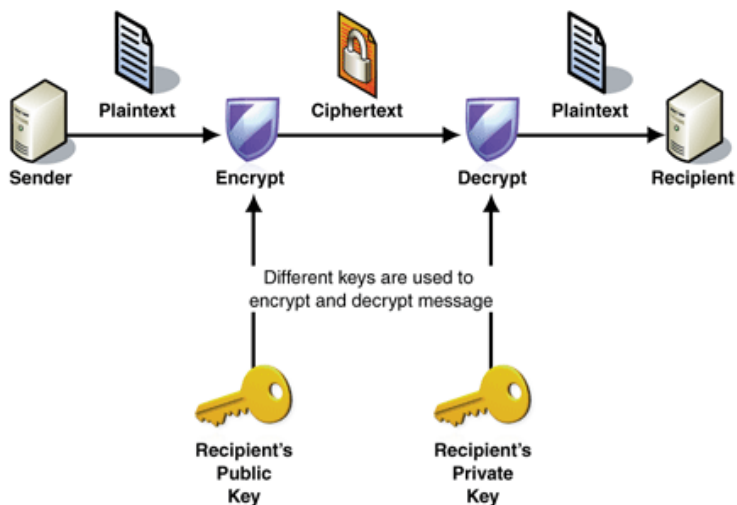 Plaintext
Ciphertext
Plaintext
Sender
Encrypt
Decrypt
Recipient
Different keys are used to
encrypt and decrypt message
Recipient's
Public
Key
Recipient's
Private
Key